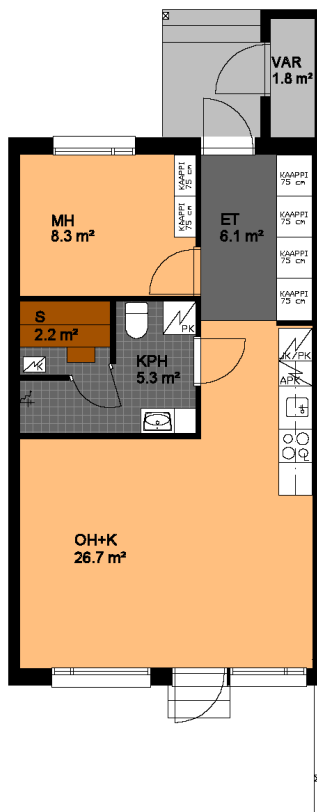 VAR
1.8 m²
MH
8.3 m²
KAAPPI
75 cm
KAAPPI
75 cm
ET
6.1 m²
KAAPPI
75 cm
KAAPPI
75 cm
KAAPPI
75 cm
KAAPPI
75 cm
S
2.2 m²
K
PK
KPH
5.3 m²
JK/PK
APK
OH+K
26.7 m²